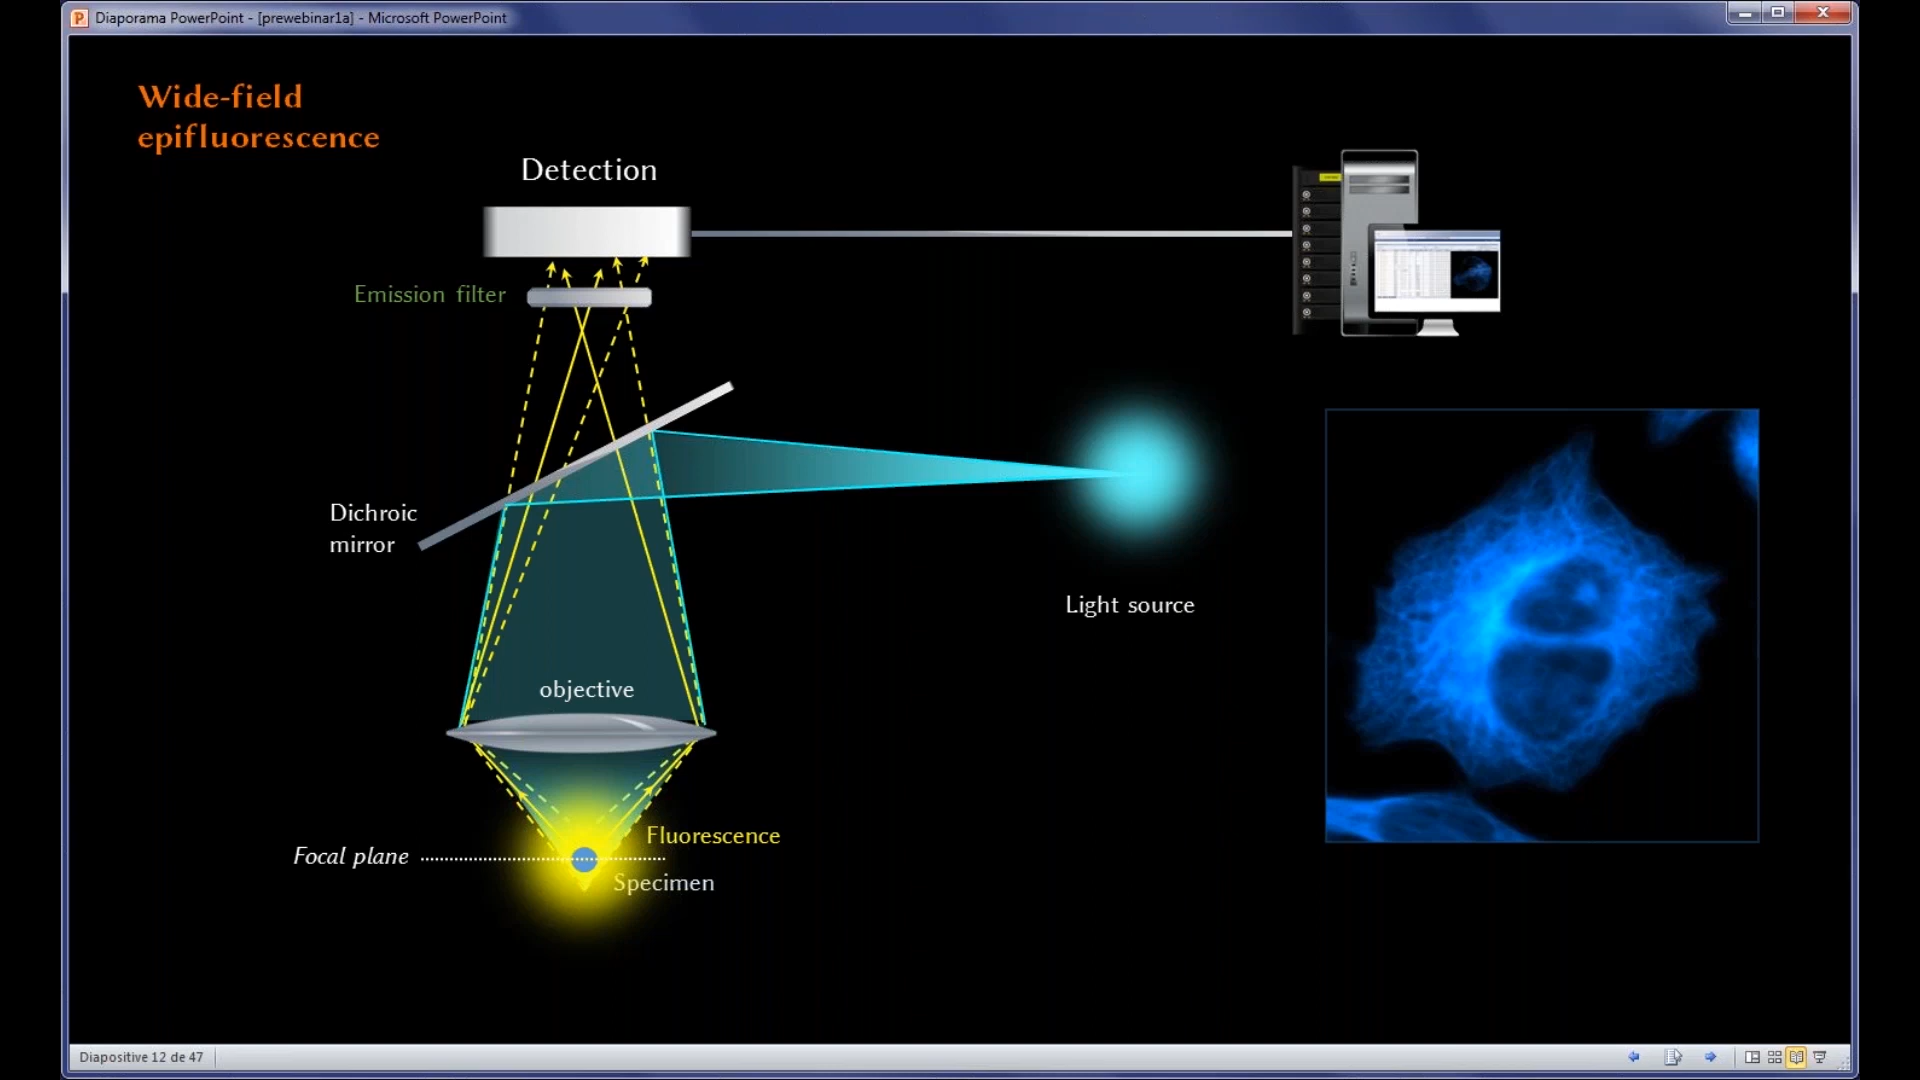 Diaporama PowerPoint - [prewebinar1a] - Microsoft PowerPoint
Wide-field
epifluorescence
Detection
Emission filter
Dichroic
mirror
Light source
objective
Fluorescence
Focal plane
Specimen
Diapositive 12 de 47